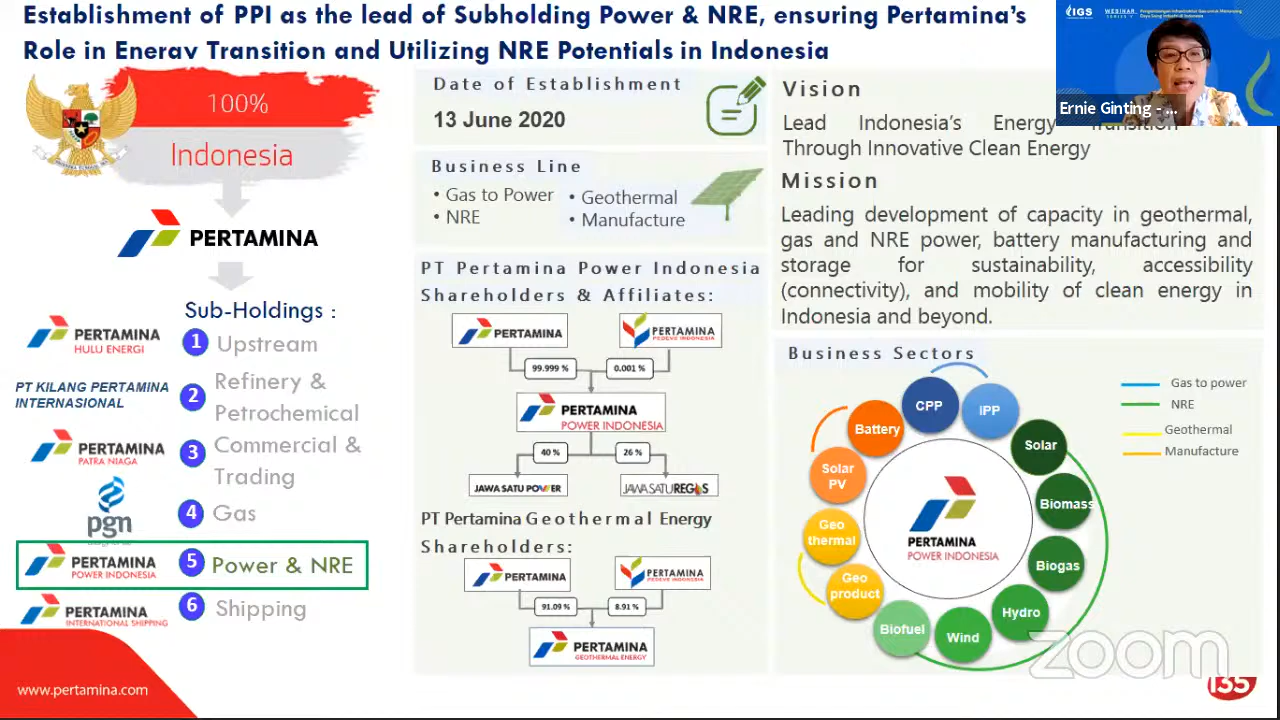 Establishment of PPI as the lead of Subholding Power & NRE, ensuring Pertamina's
Role in Enerav Transition and Utilizing NRE Potentials in Indonesia
100%
Indonesia
PERTAMINA
Sub-Holdings :
PERTAMINA
HULU ENERGI
1 Upstream
PT KILANG PERTAMINA
INTERNASIONAL
2 Refinery &
Petrochemical
PERTAMINA
PATRA NIAGA
3 Commercial &
Trading
pgn
4 Gas
PERTAMINA
POWER INDONESIA
5 Power & NRE
PERTAMINA
INTERNATIONAL SHIPPING
6 Shipping
www.pertamina.com
Date of Establishment
13 June 2020
Business Line
• Gas to Power
• NRE
• Geothermal
• Manufacture
PT Pertamina Power Indonesia
Shareholders & Affiliates:
PERTAMINA
PERTAMINA
PEDEVE INDONESIA
99.999 %
0.001 %
PERTAMINA
POWER INDONESIA
40 %
26 %
JAWA SATU POWER
JAWA SATU REGAS
PT Pertamina Geothermal Energy
Shareholders:
PERTAMINA
PERTAMINA
PEDEVE INDONESIA
91.09 %
8.91 %
PERTAMINA
GEOTHERMAL ENERGY
Vision
Lead Indonesia's Energy Transition
Through Innovative Clean Energy
Mission
Leading development of capacity in geothermal,
gas and NRE power, battery manufacturing and
storage for sustainability, accessibility
(connectivity), and mobility of clean energy in
Indonesia and beyond.
Business Sectors
CPP
IPP
Solar
Biomass
Biogas
Hydro
Wind
Biofuel
Geo
product
Geo
thermal
Solar
PV
Battery
PERTAMINA
POWER INDONESIA
Gas to power
NRE
Geothermal
Manufacture
IGS
WEBINAR
SERIES V
Ernie Ginting - ...
zoom
135